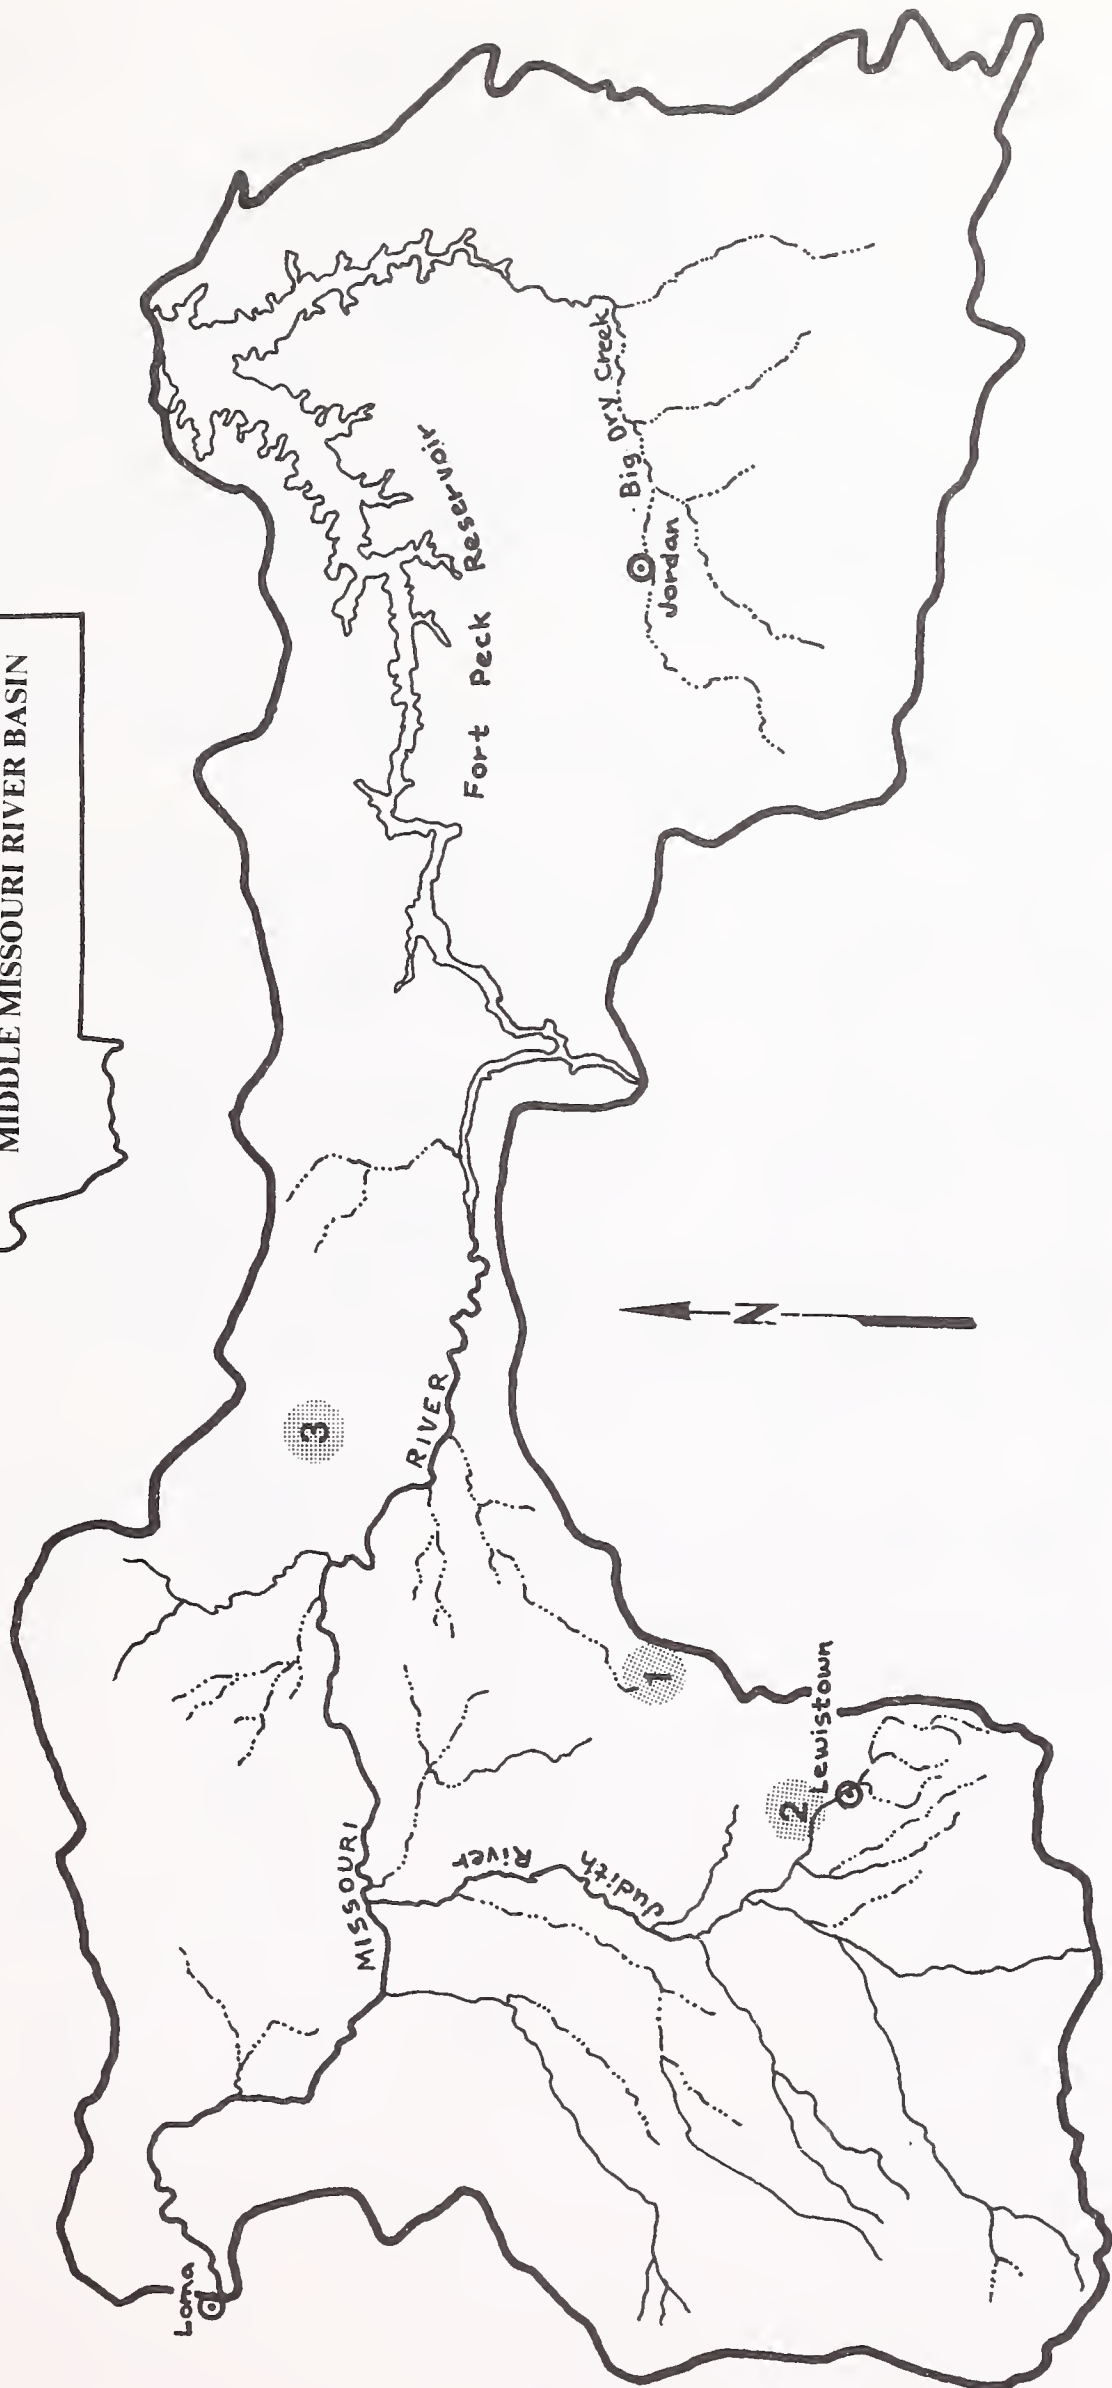 MIDDLE MISSOURI RIVER BASIN
Loma
MISSOURI
RIVER
3
Fort Peck Reservoir
Judith River
1
2
Lewistown
N
Big Dry Creek
Jordan